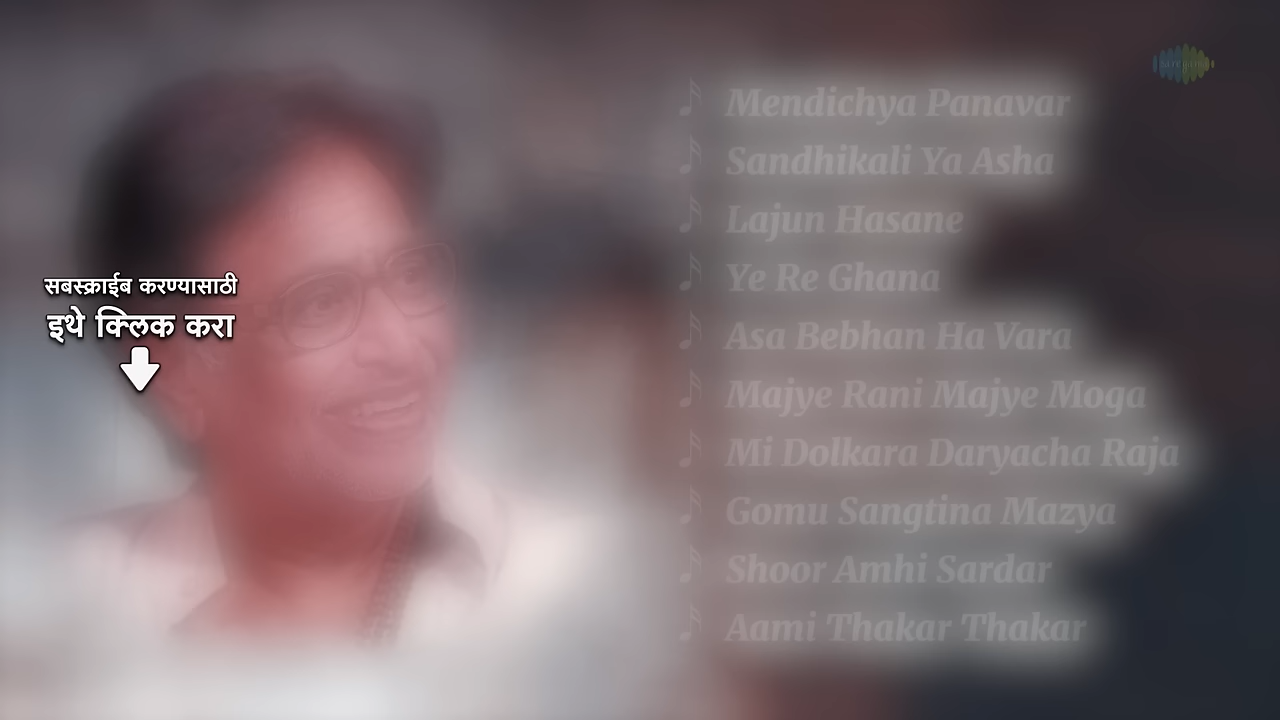 सबस्क्राईब करण्यासाठी
इथे क्लिक करा
Mendichya Panavar
Sandhikali Ya Asha
Lajun Hasane
Ye Re Ghana
Asa Bebhan Ha Vara
Majye Rani Majye Moga
Mi Dolkara Daryacha Raja
Gomu Sangtina Mazya
Shoor Amhi Sardar
Aami Thakar Thakar